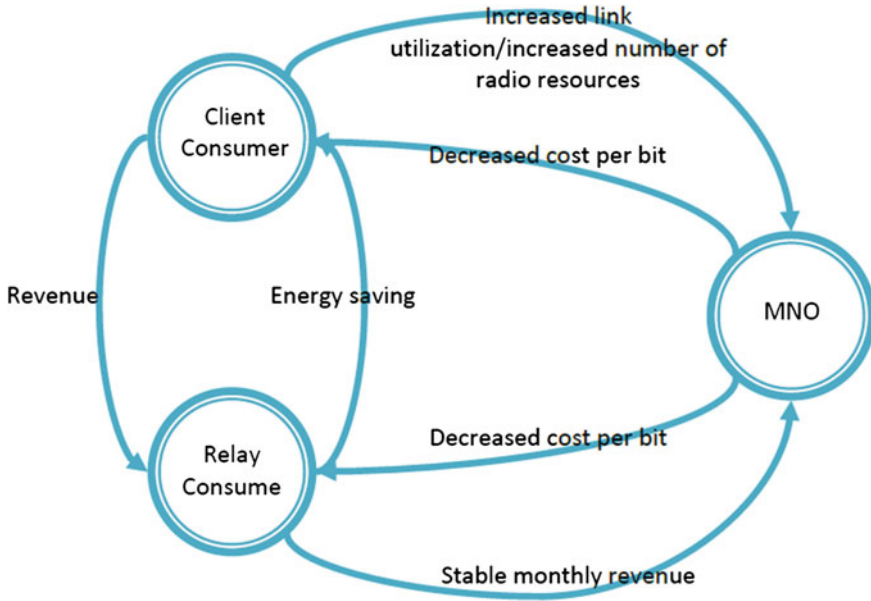 Increased link
utilization/increased number of
radio resources
Client
Consumer
Decreased cost per bit
Revenue
Energy saving
MNO
Decreased cost per bit
Relay
Consume
Stable monthly revenue